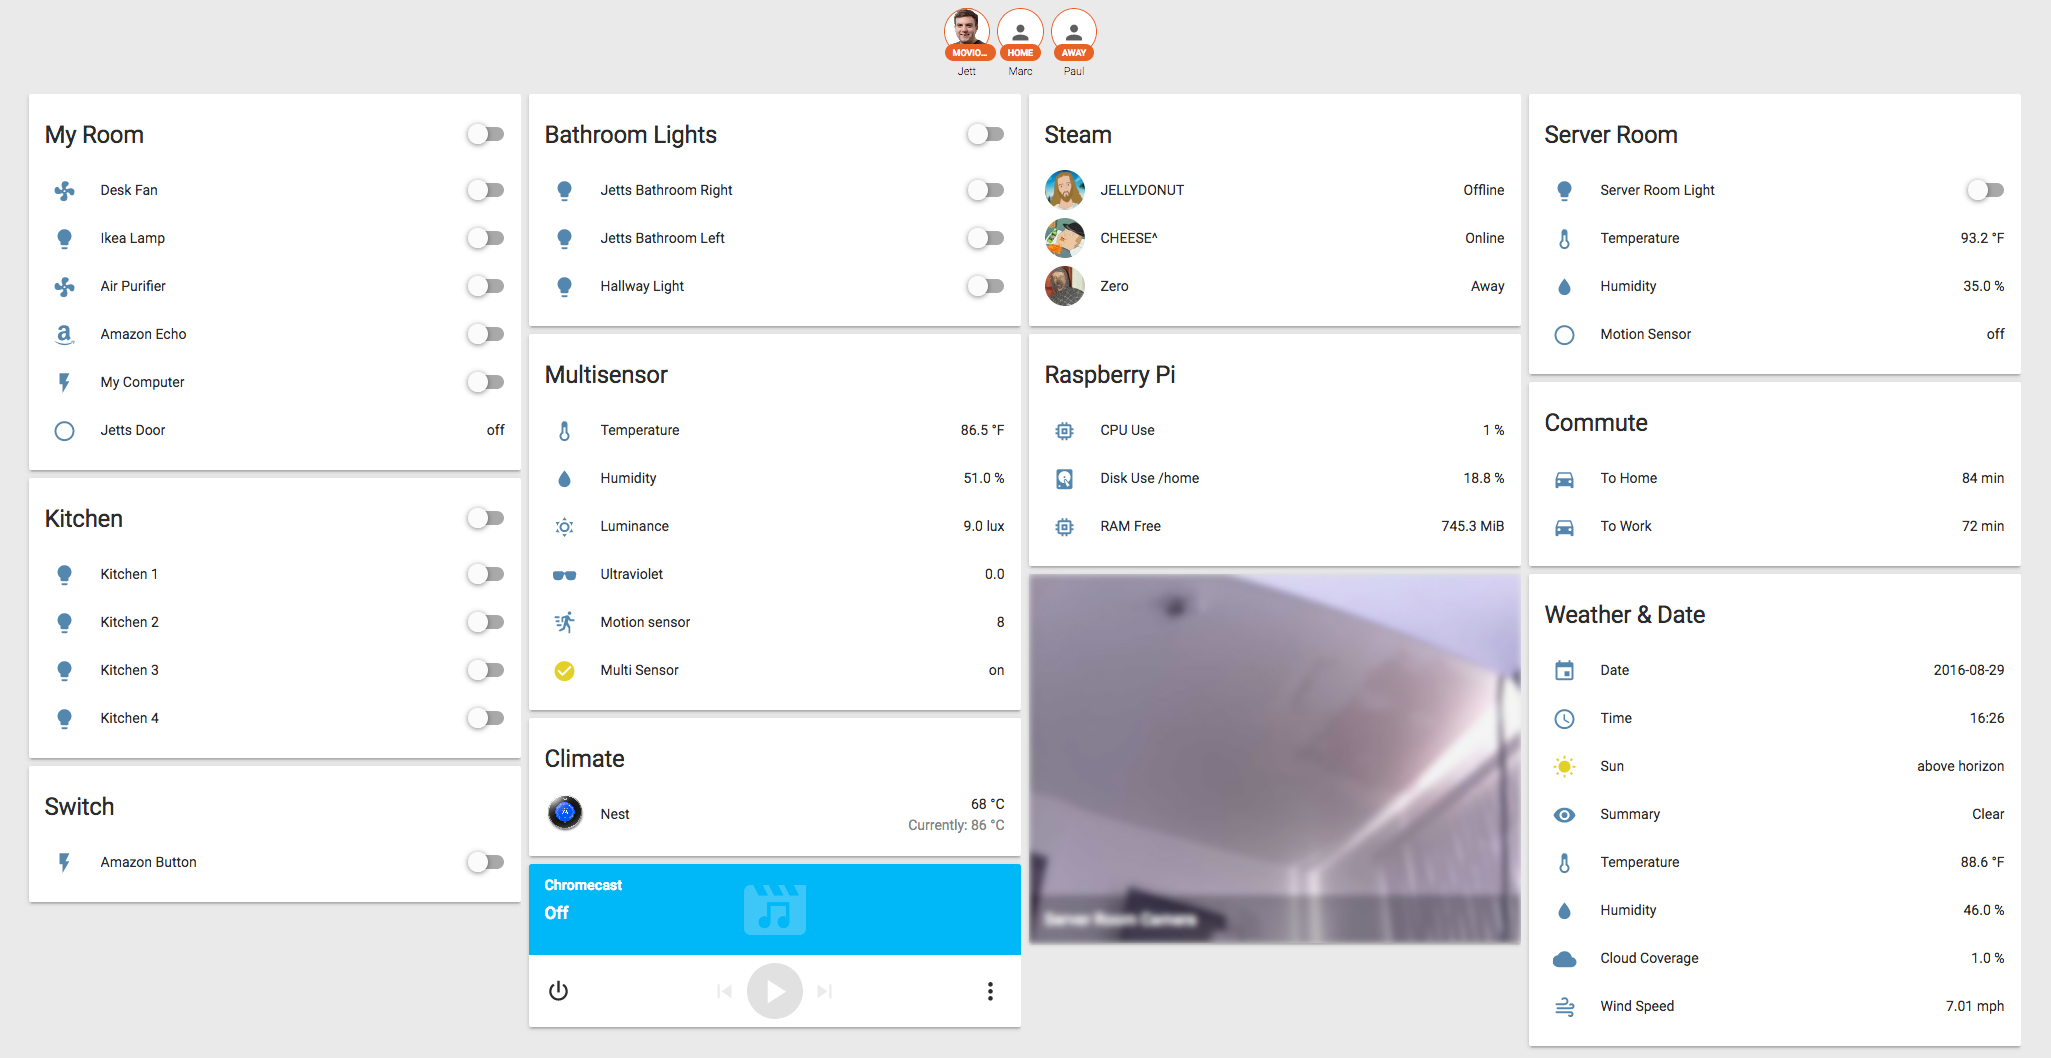 MOVIO...
HOME
AWAY
Jett
Marc
Paul
My Room
Desk Fan
Ikea Lamp
Air Purifier
Amazon Echo
My Computer
Jetts Door off
Kitchen
Kitchen 1
Kitchen 2
Kitchen 3
Kitchen 4
Switch
Amazon Button
Bathroom Lights
Jetts Bathroom Right
Jetts Bathroom Left
Hallway Light
Multisensor
Temperature 86.5 °F
Humidity 51.0 %
Luminance 9.0 lux
Ultraviolet 0.0
Motion sensor 8
Multi Sensor on
Climate
Nest 68 °C
Currently: 86 °C
Chromecast
Off
Steam
JELLYDONUT Offline
CHEESE^ Online
Zero Away
Raspberry Pi
CPU Use 1 %
Disk Use /home 18.8 %
RAM Free 745.3 MiB
Server Room Camera
Server Room
Server Room Light
Temperature 93.2 °F
Humidity 35.0 %
Motion Sensor off
Commute
To Home 84 min
To Work 72 min
Weather & Date
Date 2016-08-29
Time 16:26
Sun above horizon
Summary Clear
Temperature 88.6 °F
Humidity 46.0 %
Cloud Coverage 1.0 %
Wind Speed 7.01 mph